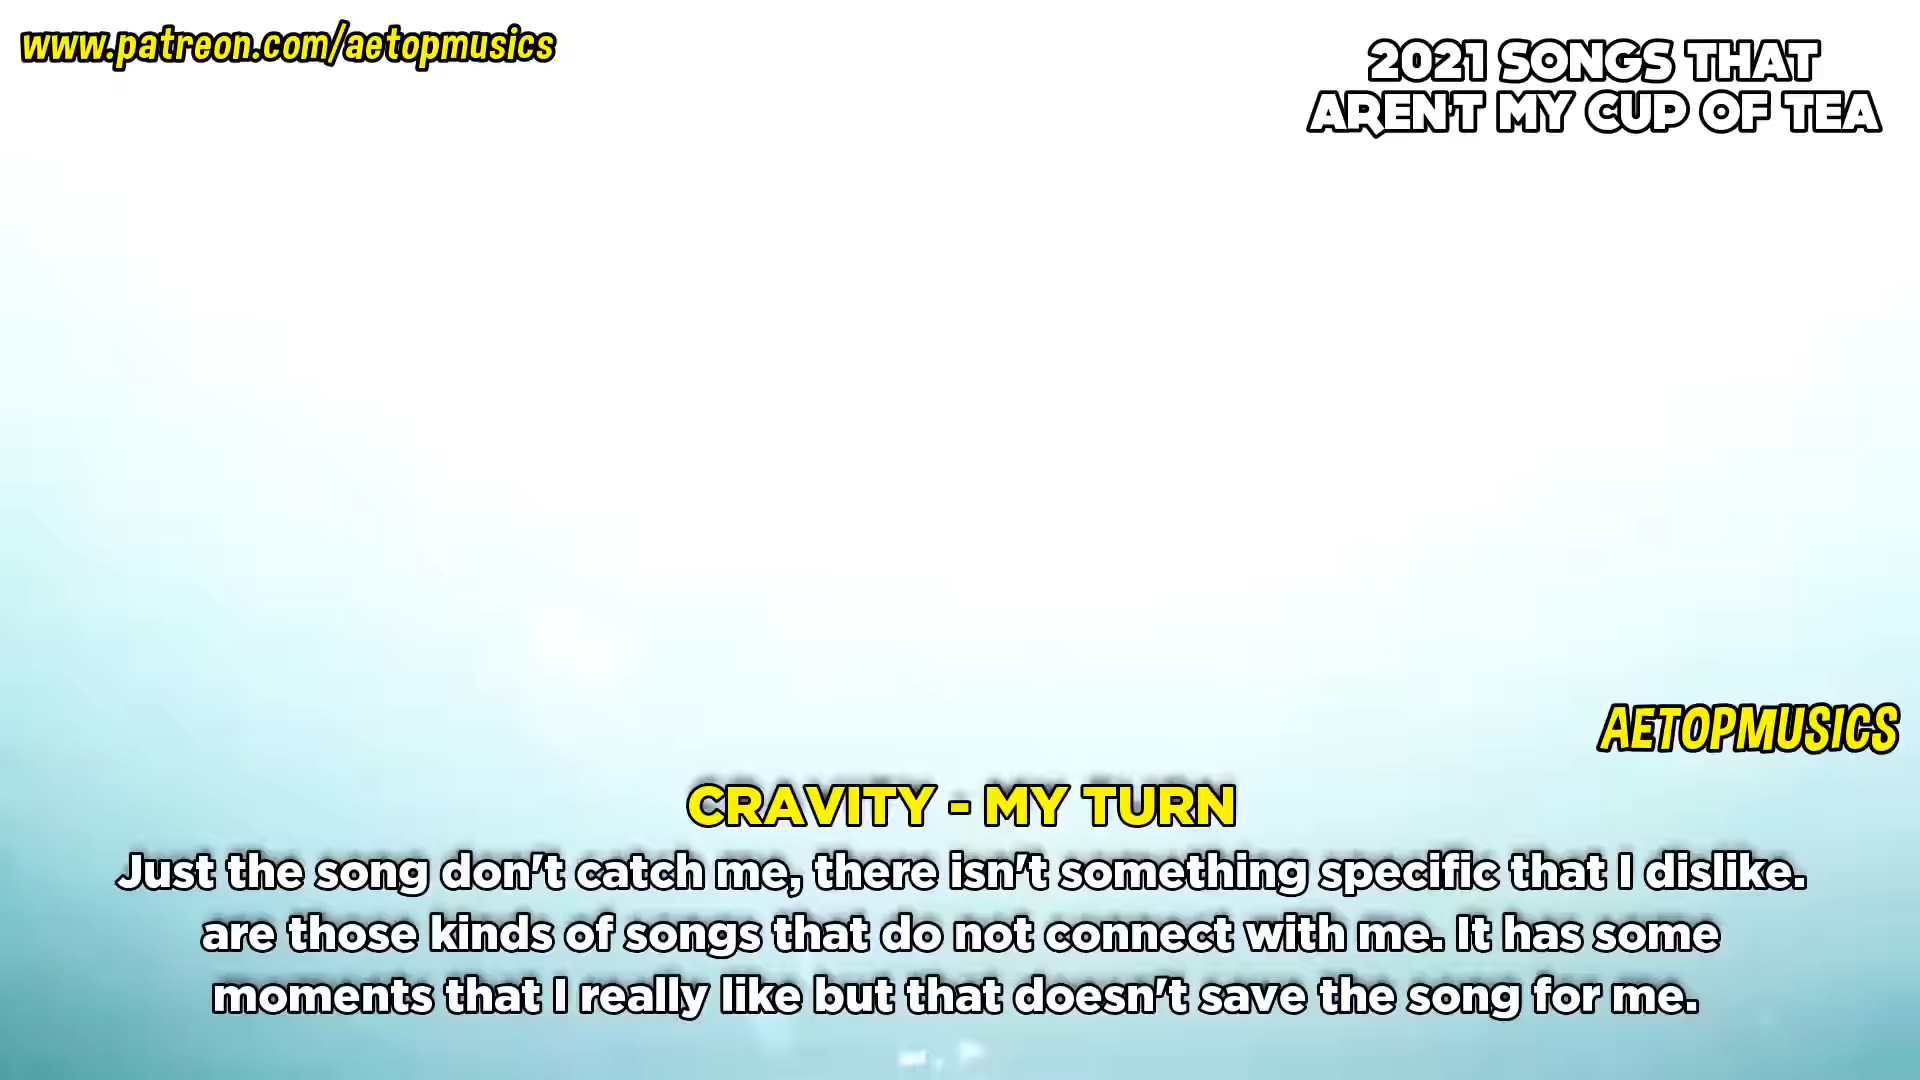 www.patreon.com/aetopmusics
2021 SONGS THAT
AREN'T MY CUP OF TEA
AETOPMUSICS
CRAVITY - MY TURN
Just the song don't catch me, there isn't something specific that I dislike.
are those kinds of songs that do not connect with me. It has some
moments that I really like but that doesn't save the song for me.